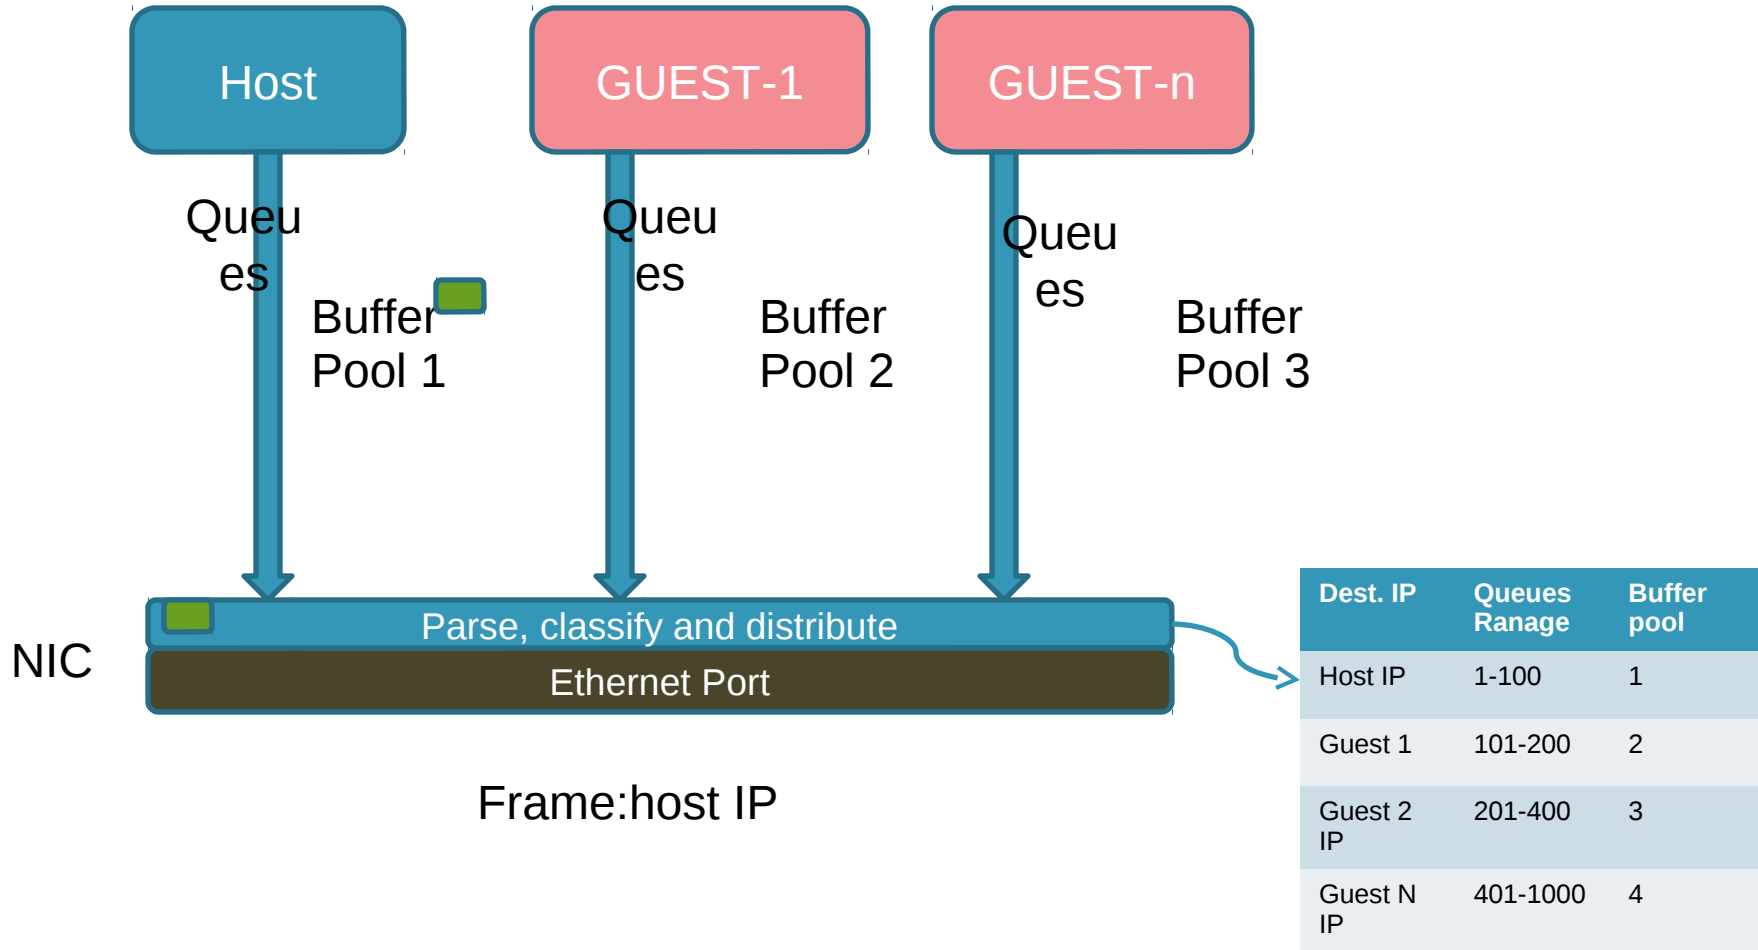 Host
GUEST-1
GUEST-n
Queu
es
Queu
es
Queu
es
Buffer
Pool 1
Buffer
Pool 2
Buffer
Pool 3
Parse, classify and distribute
NIC
Ethernet Port
Frame:host IP
Dest. IP
Queues
Ranage
Buffer
pool
Host IP
1-100
1
Guest 1
101-200
2
Guest 2
IP
201-400
3
Guest N
IP
401-1000
4